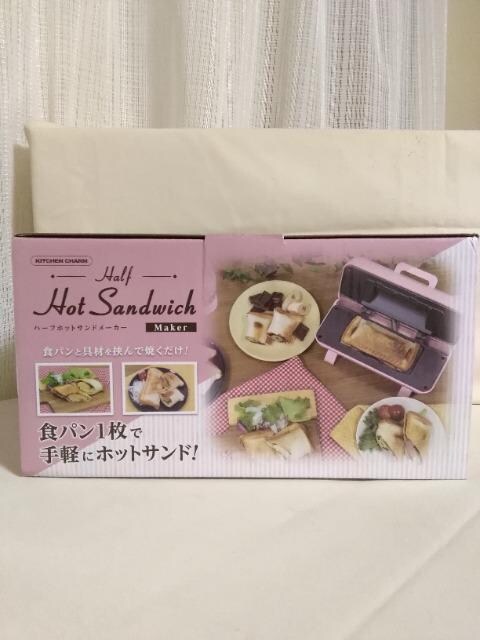 KITCHEN CHANN
Half
Hot Sandwich
ハーフホットサンドメーカー
Maker
食パンと具材を挟んで焼くだけ!
食パン1枚で
手軽にホットサンド!